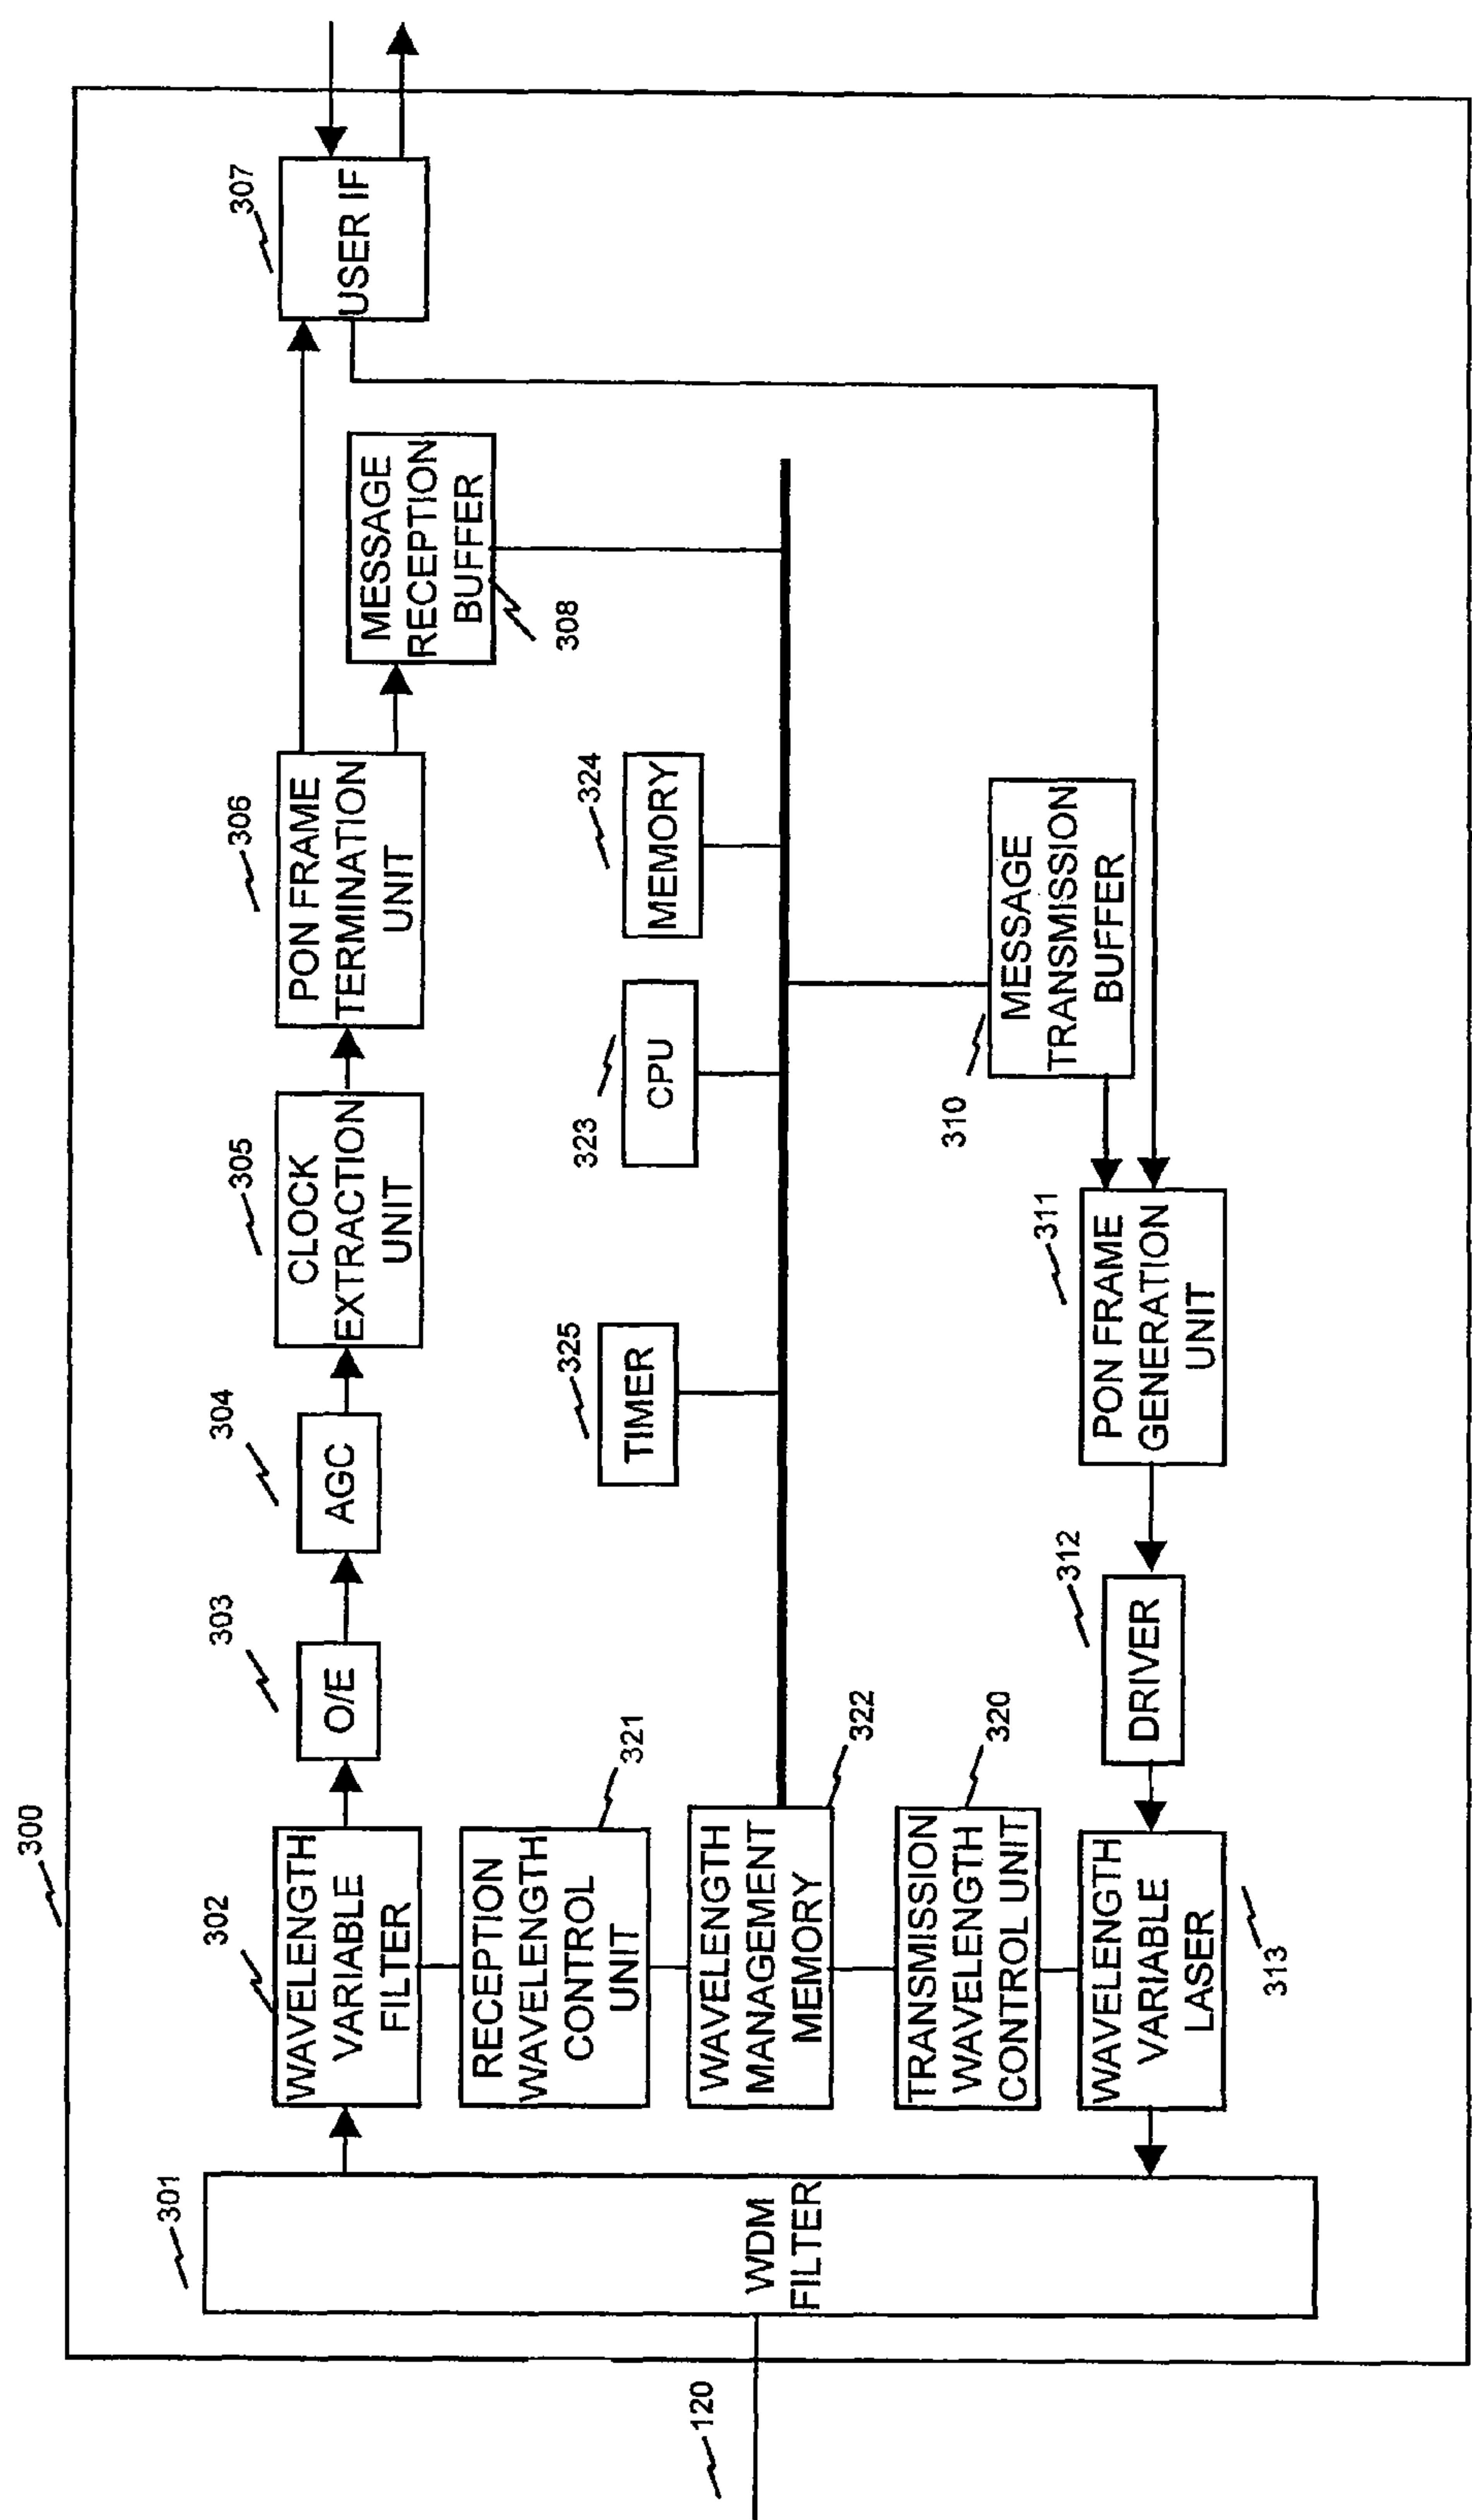 300
301
WDM
FILTER
120
302
WAVELENGTH
VARIABLE
FILTER
303
O/E
304
AGC
305
CLOCK
EXTRACTION
UNIT
306
PON FRAME
TERMINATION
UNIT
307
USER IF
MESSAGE
RECEPTION
BUFFER
308
RECEPTION
WAVELENGTH
CONTROL
UNIT
321
WAVELENGTH
MANAGEMENT
MEMORY
322
325
TIMER
323
CPU
324
MEMORY
TRANSMISSION
WAVELENGTH
CONTROL UNIT
320
WAVELENGTH
VARIABLE
LASER
313
312
DRIVER
311
PON FRAME
GENERATION
UNIT
310
MESSAGE
TRANSMISSION
BUFFER